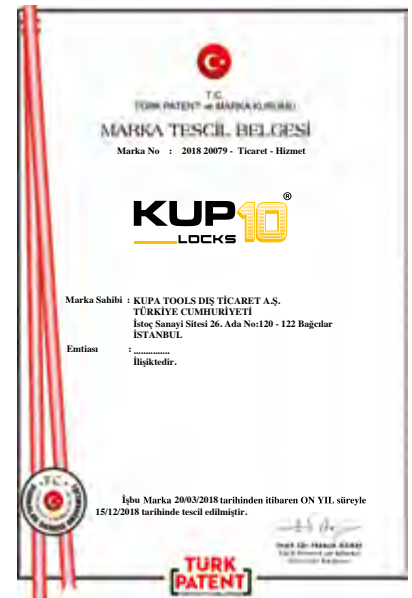 T.C.
TÜRK PATENT ve MARKA KURUMU
MARKA TESCİL BELGESİ
Marka No : 2018 20079 - Ticaret - Hizmet
KUP10®
LOCKS
Marka Sahibi : KUPA TOOLS DIŞ TİCARET A.Ş.
TÜRKİYE CUMHURİYETİ
İstoç Sanayi Sitesi 26. Ada No:120 - 122 Bağcılar
İSTANBUL
Emtiası : ...............
İlişiktedir.
T.C.
İşbu Marka 20/03/2018 tarihinden itibaren ON YIL süreyle
15/12/2018 tarihinde tescil edilmiştir.
TÜRK
PATENT